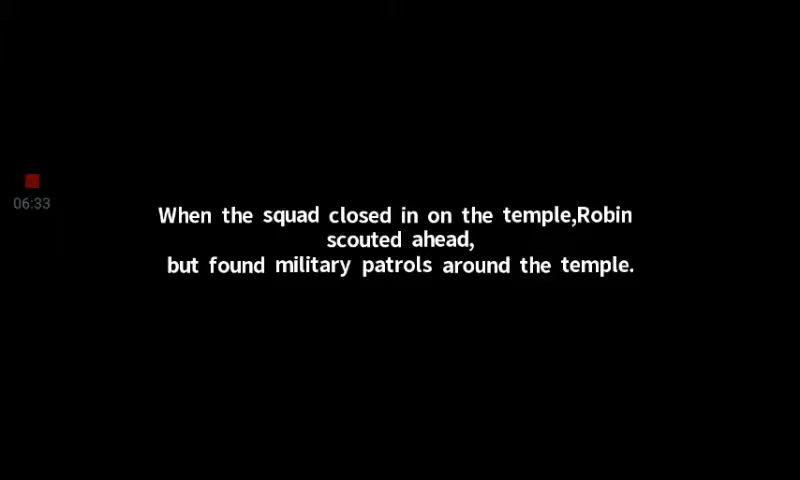 06:33
When the squad closed in on the temple,Robin
scouted ahead,
but found military patrols around the temple.